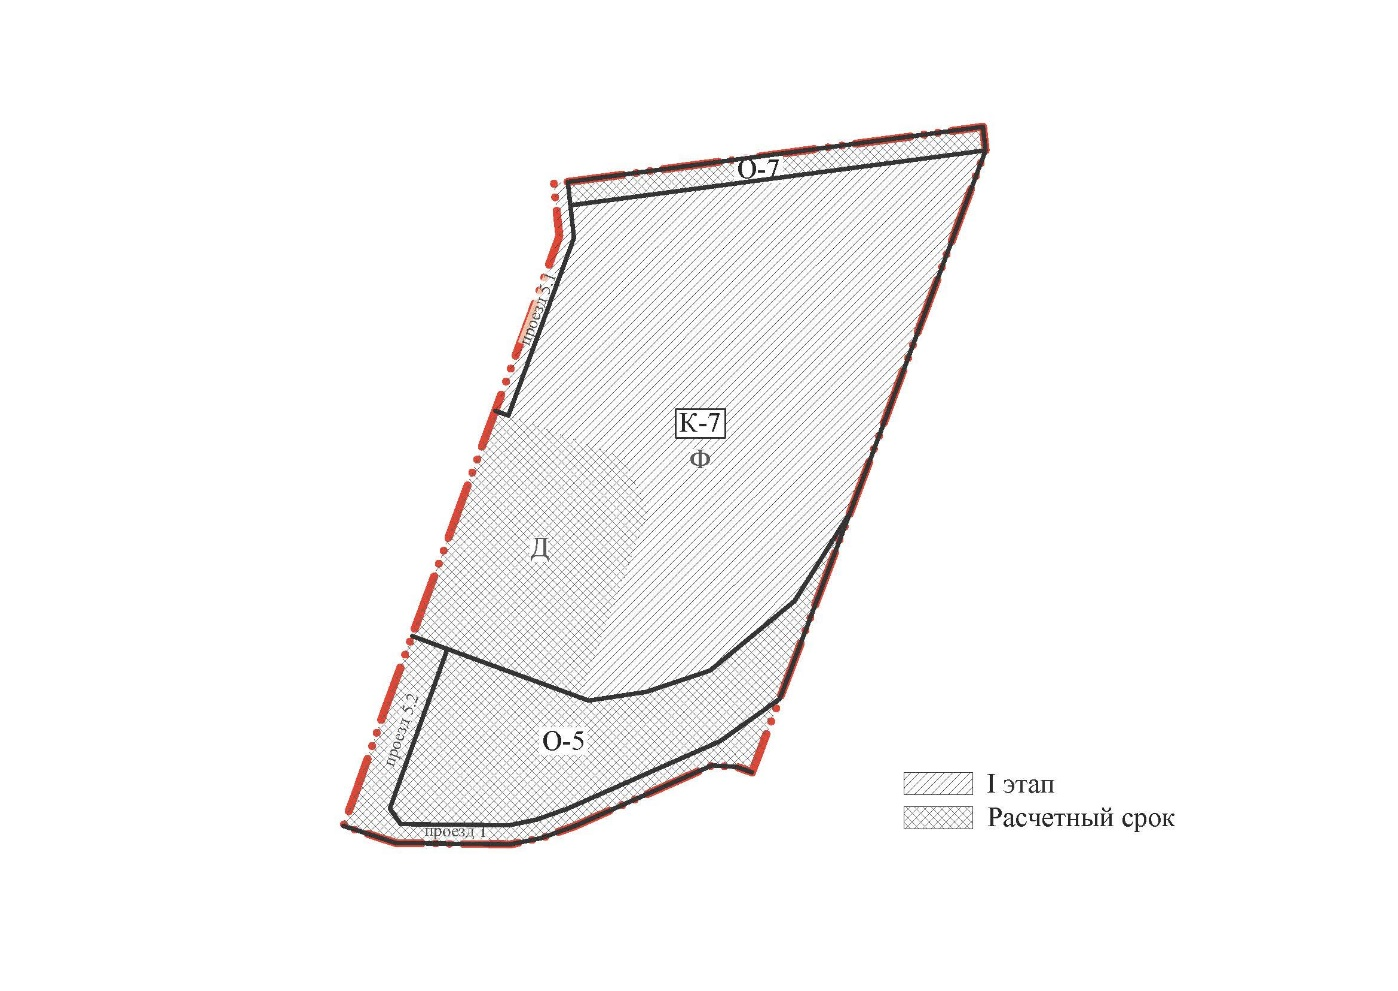 О-7
проезд 5.1
К-7
Ф
Д
проезд 5.2
О-5
проезд 1
I этап
Расчетный срок